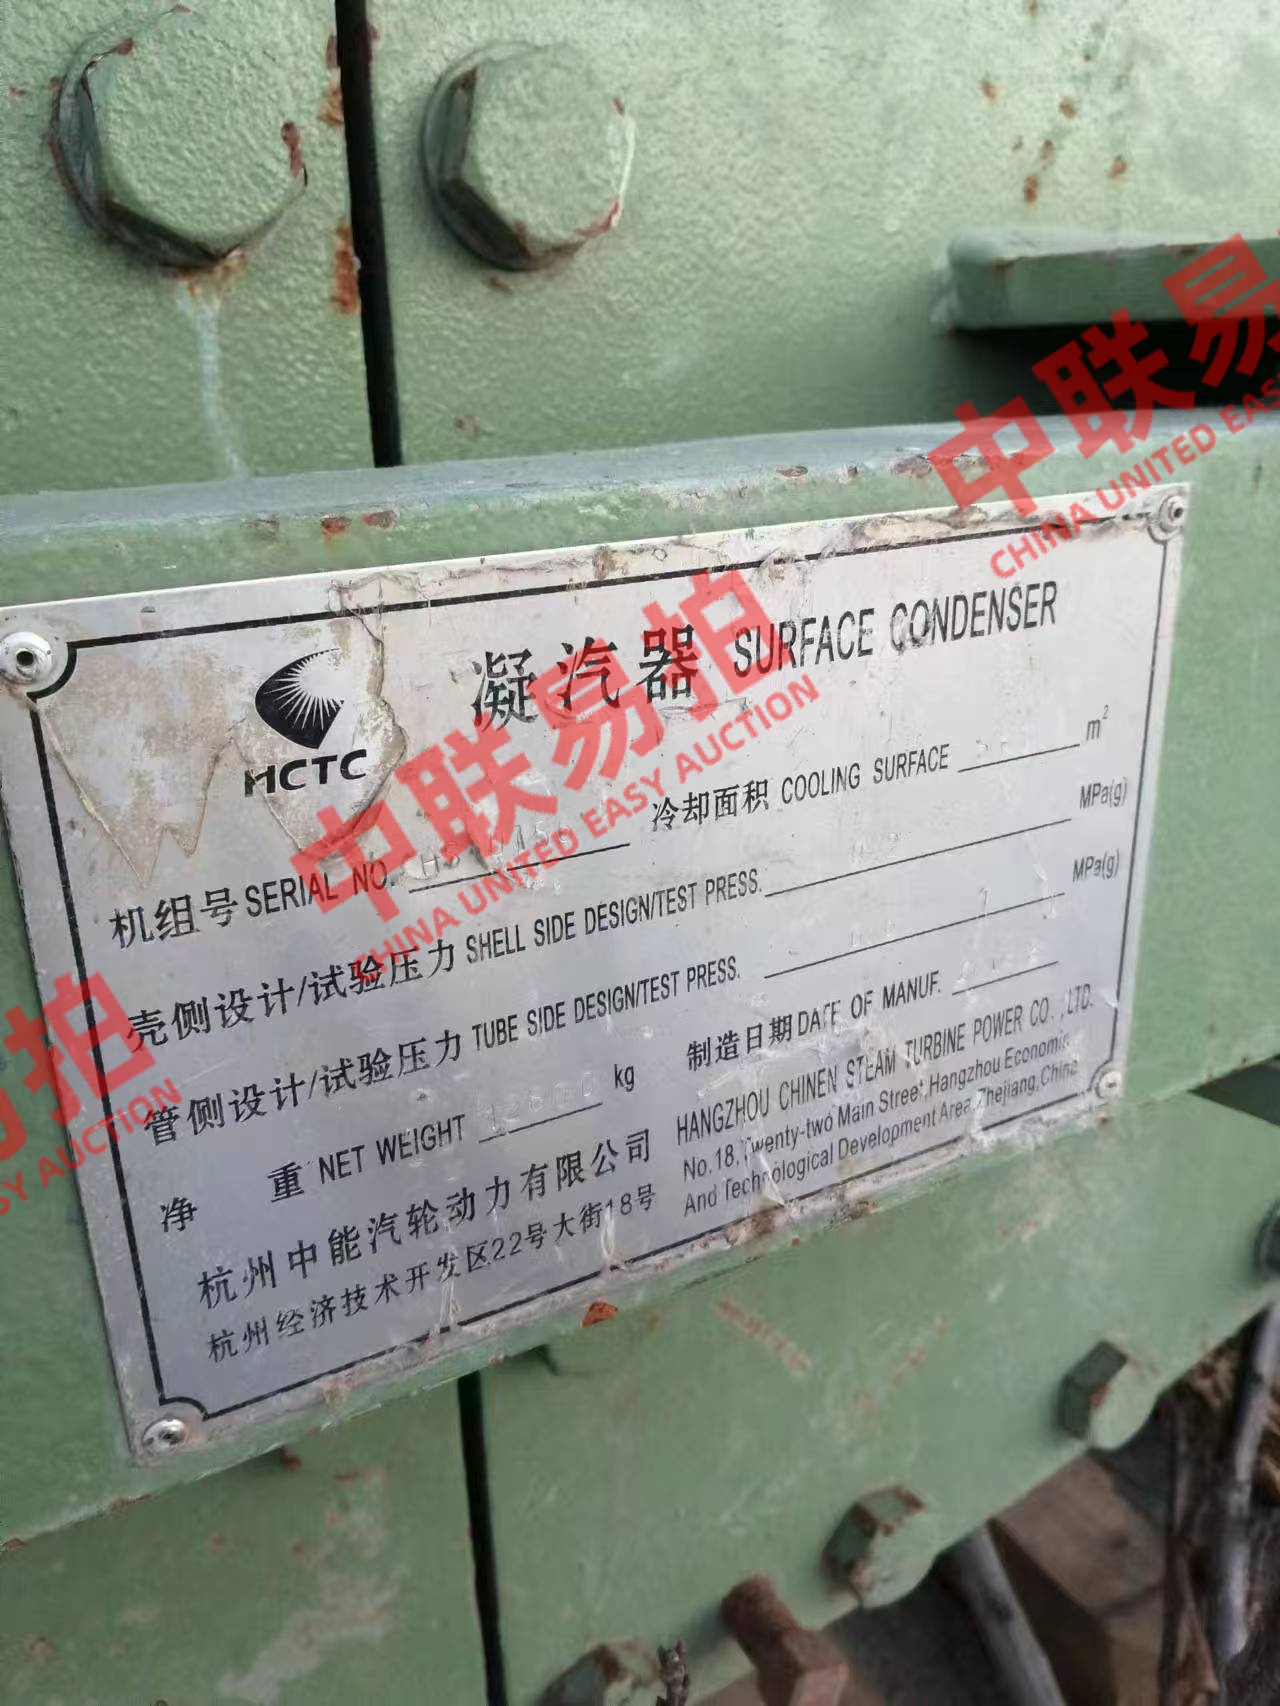 HCTC
凝汽器 SURFACE CONDENSER
机组号 SERIAL NO.
冷却面积 COOLING SURFACE m²
壳侧设计/试验压力 SHELL SIDE DESIGN/TEST PRESS. MPa(g)
管侧设计/试验压力 TUBE SIDE DESIGN/TEST PRESS. MPa(g)
净重 NET WEIGHT kg
制造日期 DATE OF MANUF.
杭州中能汽轮动力有限公司
杭州经济技术开发区22号大街18号
HANGZHOU CHINEN STEAM TURBINE POWER CO.,LTD.
No.18,Twenty-two Main Street,Hangzhou Economic
And Technological Development Area,Zhejiang,China
中联易拍
CHINA UNITED EASY AUCTION
中联易
CHINA UNITED EAS
拍
SY AUCTION